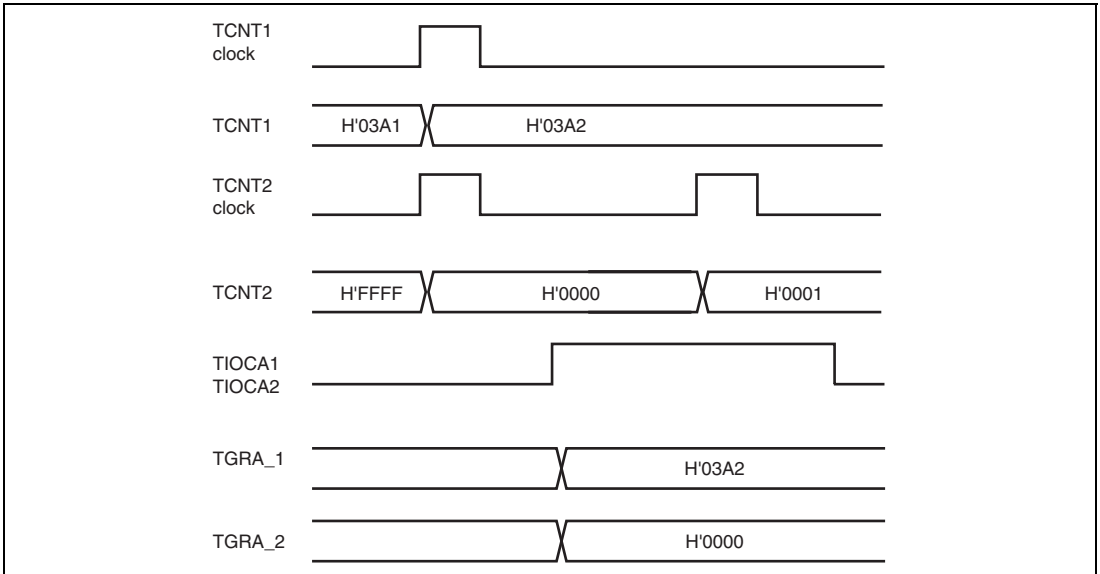 TCNT1
clock
TCNT1
H'03A1
H'03A2
TCNT2
clock
TCNT2
H'FFFF
H'0000
H'0001
TIOCA1
TIOCA2
TGRA_1
H'03A2
TGRA_2
H'0000